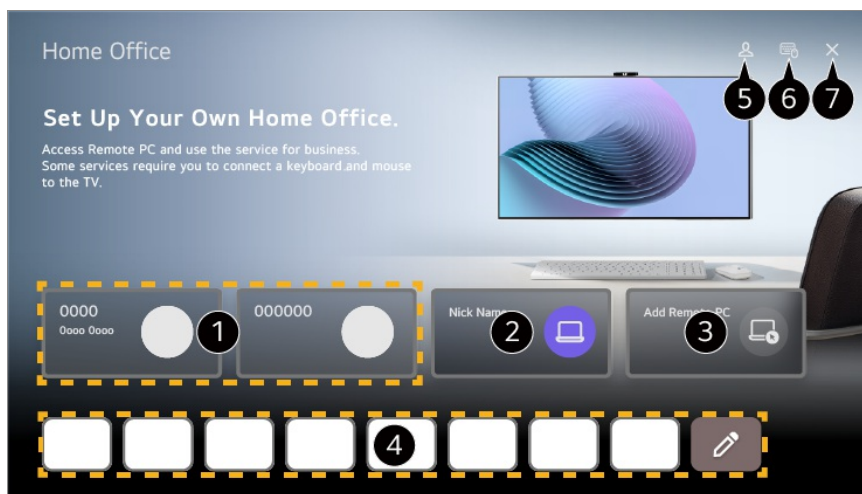 Home Office
5 6 7
Set Up Your Own Home Office.
Access Remote PC and use the service for business.
Some services require you to connect a keyboard.and mouse
to the TV.
0000
0ooo 0ooo
1
000000
Nick Name
2
Add Remote PC
3
4